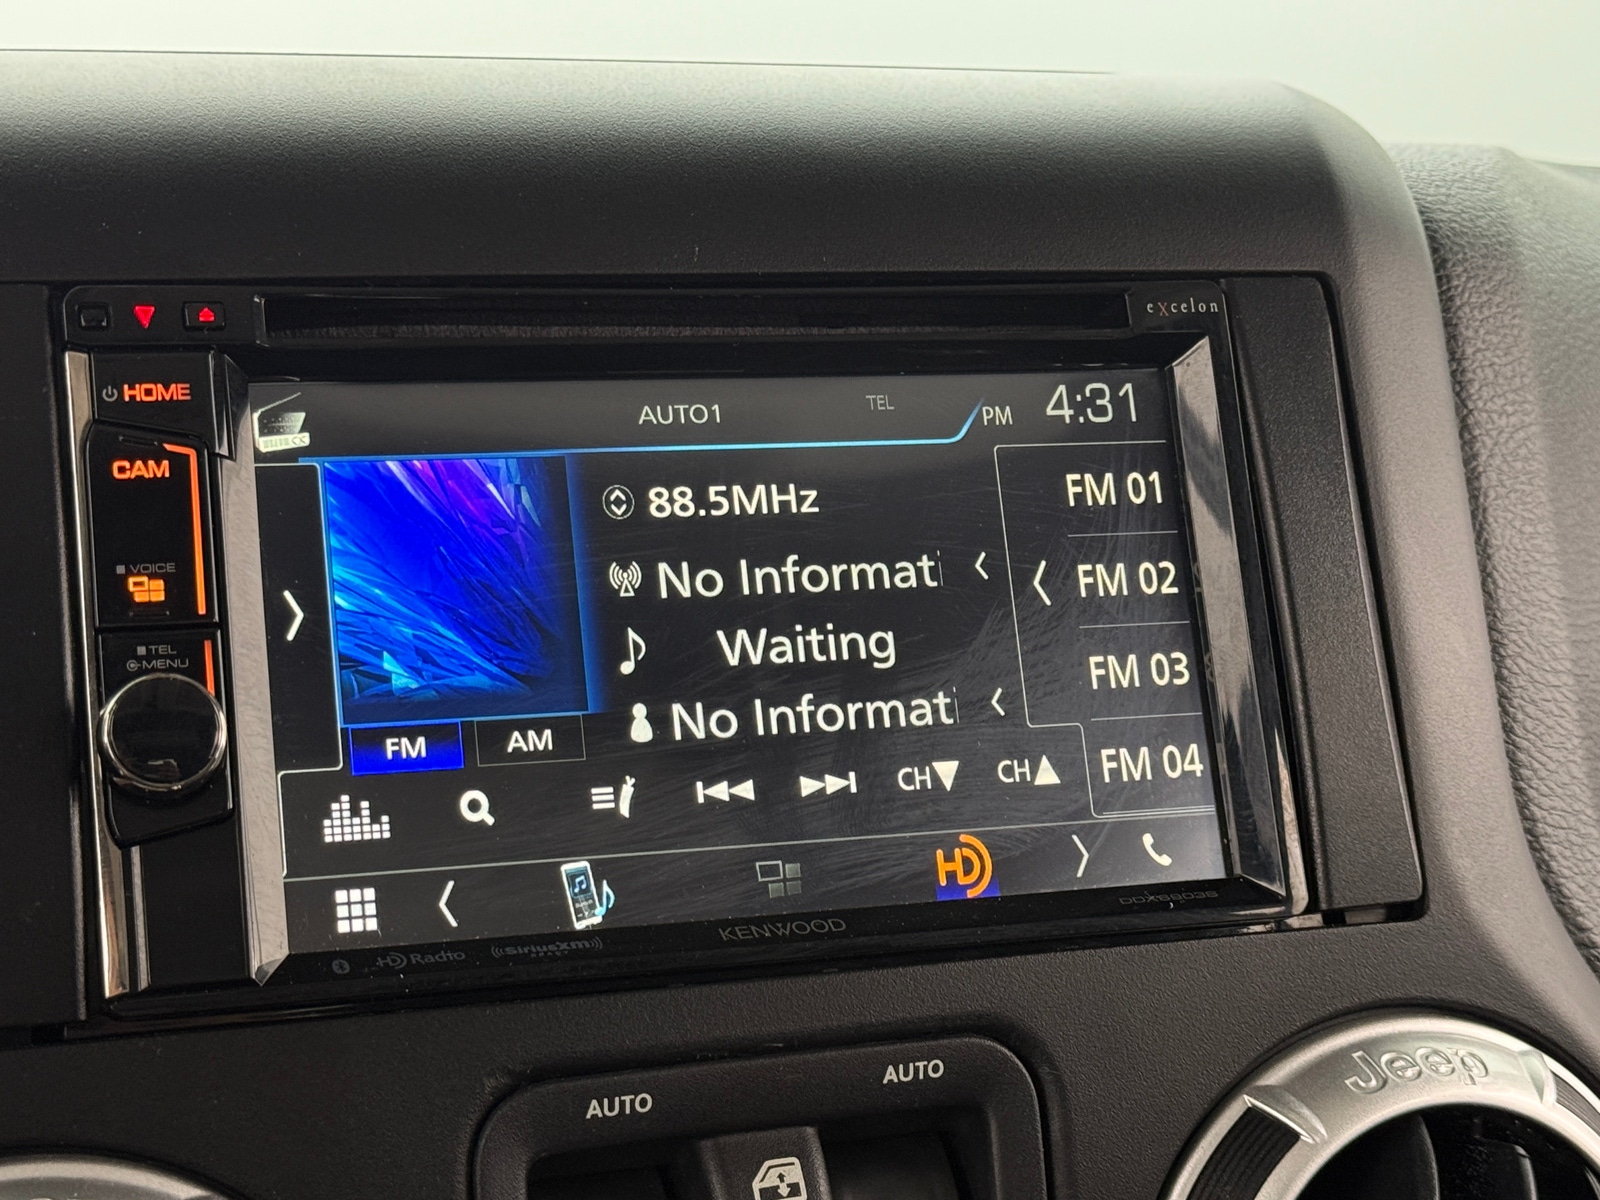 excelon
HOME
CAM
VOICE
TEL
MENU
AUTO1
TEL
PM 4:31
88.5MHz
No Informat
Waiting
No Informat
FM AM
FM 01
FM 02
FM 03
FM 04
CH▼ CH▲
HD
KENWOOD
HD Radio
((SiriusXM))
AUTO AUTO
Jeep